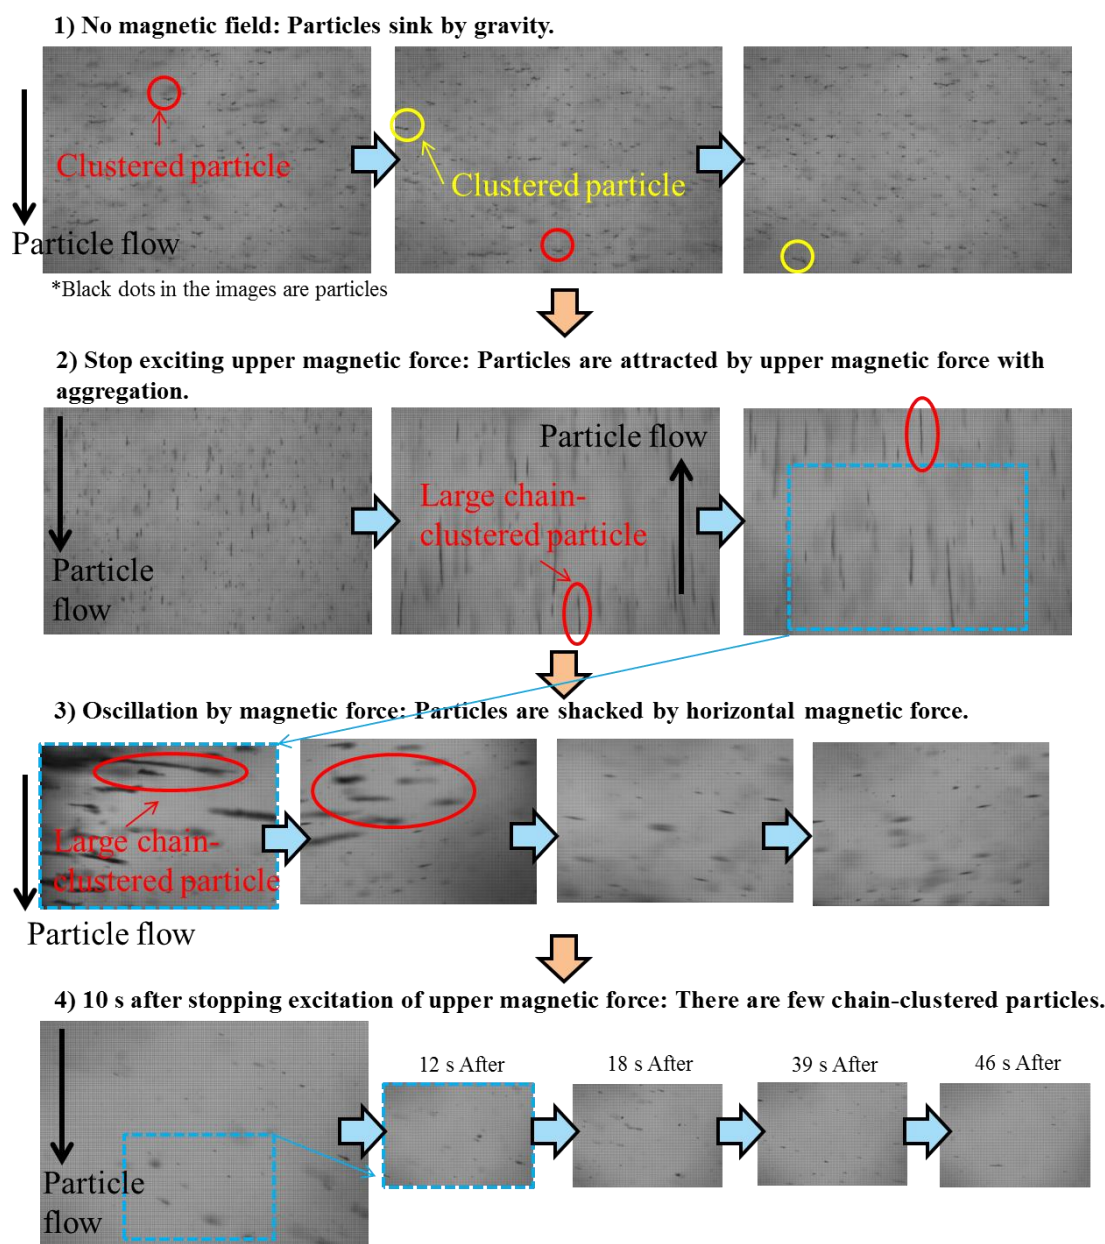 1) No magnetic field: Particles sink by gravity.
Clustered particle
Clustered particle
Particle flow
*Black dots in the images are particles
2) Stop exciting upper magnetic force: Particles are attracted by upper magnetic force with
aggregation.
Particle flow
Large chain-
clustered particle
Particle
flow
3) Oscillation by magnetic force: Particles are shacked by horizontal magnetic force.
Large chain-
clustered particle
Particle flow
4) 10 s after stopping excitation of upper magnetic force: There are few chain-clustered particles.
12 s After
18 s After
39 s After
46 s After
Particle
flow